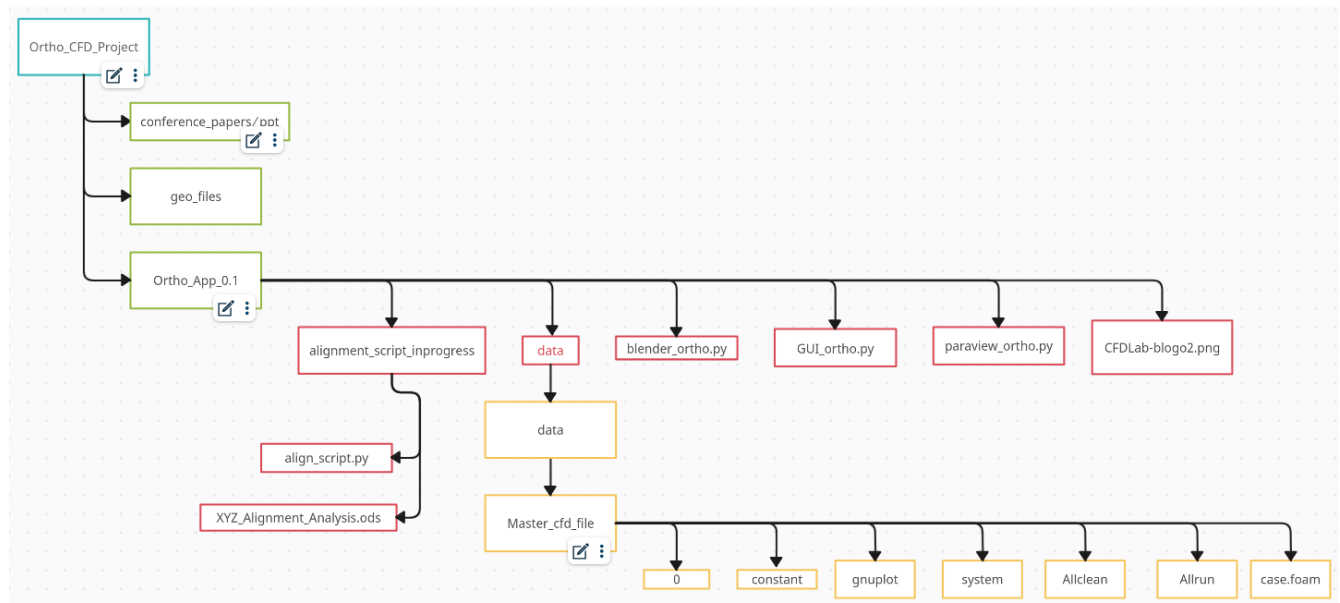 Ortho_CFD_Project
conference_papers/ppt
geo_files
Ortho_App_0.1
alignment_script_inprogress
data
blender_ortho.py
GUI_ortho.py
paraview_ortho.py
CFDLab-blogo2.png
data
align_script.py
XYZ_Alignment_Analysis.ods
Master_cfd_file
0
constant
gnuplot
system
Allclean
Allrun
case.foam